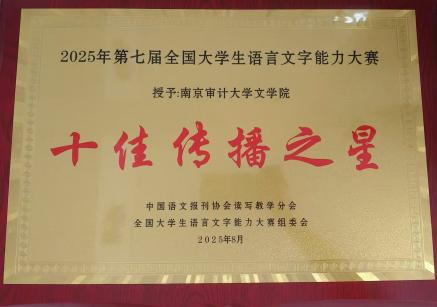 2025年第七届全国大学生语言文字能力大赛
授予:南京审计大学文学院
十佳传播之星
中国语文报刊协会读写教学分会
全国大学生语言文字能力大赛组委会
2025年8月